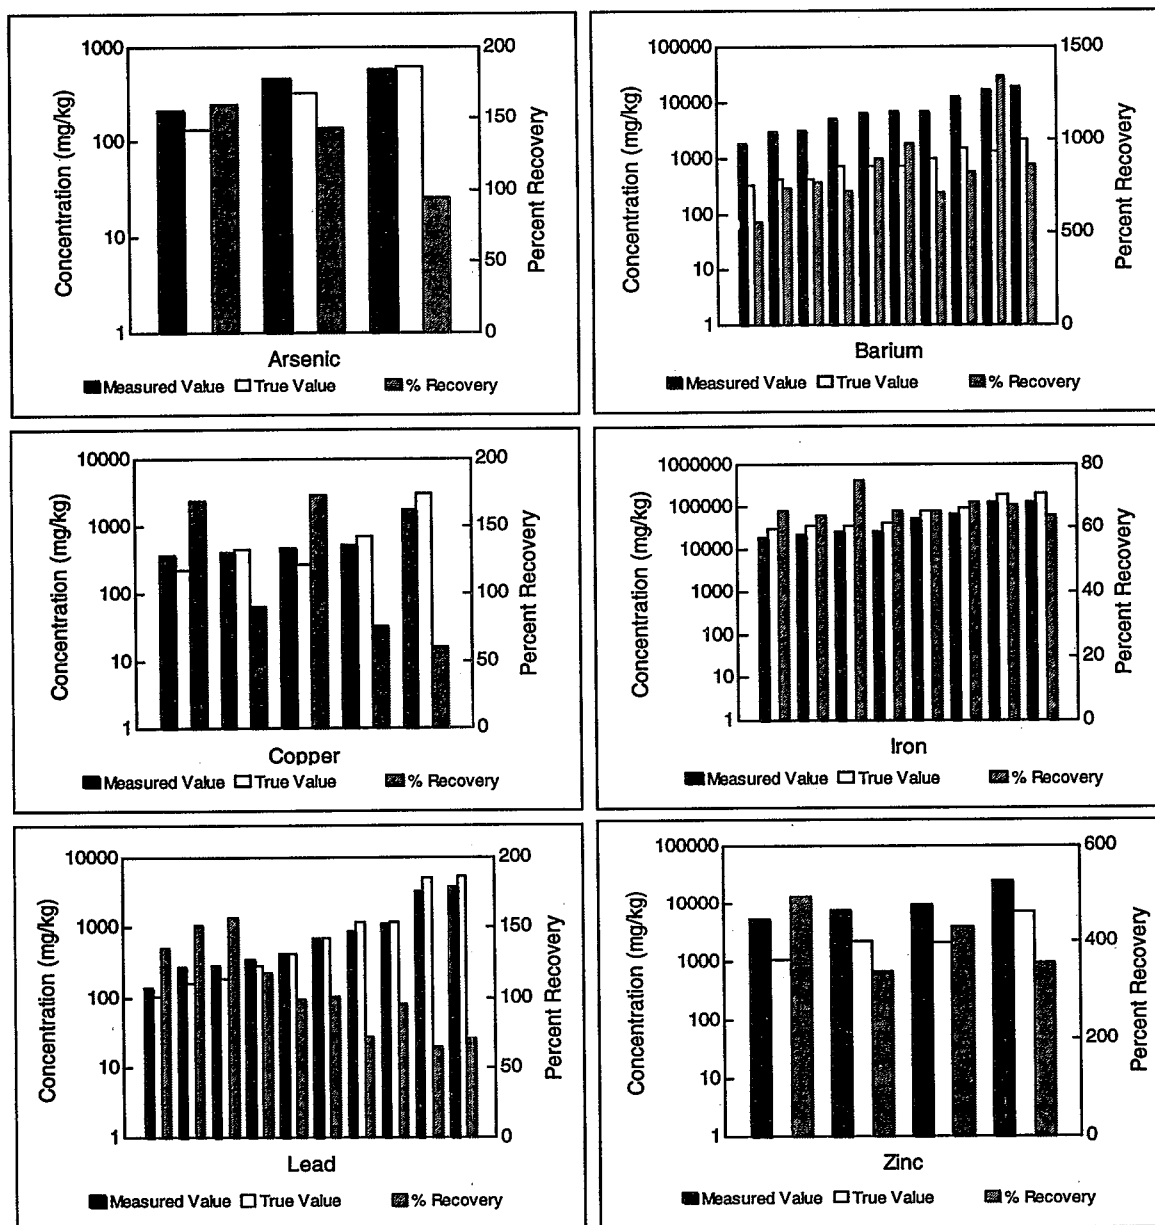 1000
100
10
1
Concentration (mg/kg)
200
150
100
50
0
Percent Recovery
Arsenic
Measured Value True Value % Recovery
100000
10000
1000
100
10
1
Concentration (mg/kg)
1500
1000
500
0
Percent Recovery
Barium
Measured Value True Value % Recovery
10000
1000
100
10
1
Concentration (mg/kg)
200
150
100
50
0
Percent Recovery
Copper
Measured Value True Value % Recovery
1000000
100000
10000
1000
100
10
1
Concentration (mg/kg)
80
60
40
20
0
Percent Recovery
Iron
Measured Value True Value % Recovery
10000
1000
100
10
1
Concentration (mg/kg)
200
150
100
50
0
Percent Recovery
Lead
Measured Value True Value % Recovery
100000
10000
1000
100
10
1
Concentration (mg/kg)
600
400
200
0
Percent Recovery
Zinc
Measured Value True Value % Recovery